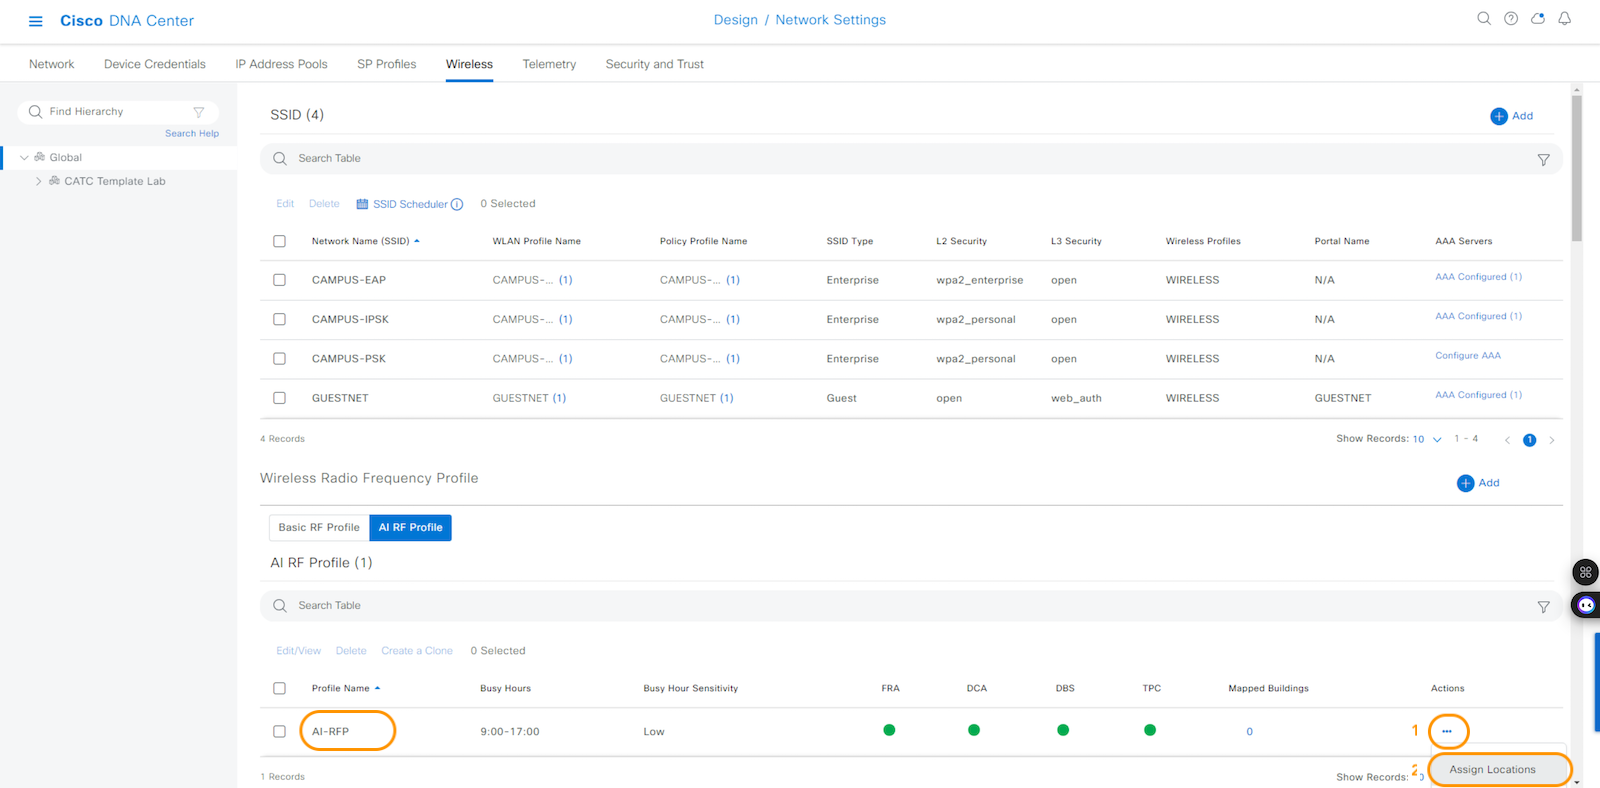 Cisco DNA Center
Design / Network Settings
Network Device Credentials IP Address Pools SP Profiles Wireless Telemetry Security and Trust
Find Hierarchy
Search Help
Global
CATC Template Lab
SSID (4)
Add
Search Table
Edit Delete SSID Scheduler 0 Selected
Network Name (SSID) WLAN Profile Name Policy Profile Name SSID Type L2 Security L3 Security Wireless Profiles Portal Name AAA Servers
CAMPUS-EAP CAMPUS-... (1) CAMPUS-... (1) Enterprise wpa2_enterprise open WIRELESS N/A AAA Configured (1)
CAMPUS-IPSK CAMPUS-... (1) CAMPUS-... (1) Enterprise wpa2_personal open WIRELESS N/A AAA Configured (1)
CAMPUS-PSK CAMPUS-... (1) CAMPUS-... (1) Enterprise wpa2_personal open WIRELESS N/A Configure AAA
GUESTNET GUESTNET (1) GUESTNET (1) Guest open web_auth WIRELESS GUESTNET AAA Configured (1)
4 Records Show Records: 10 1 - 4 1
Wireless Radio Frequency Profile
Add
Basic RF Profile AI RF Profile
AI RF Profile (1)
Search Table
Edit/View Delete Create a Clone 0 Selected
Profile Name Busy Hours Busy Hour Sensitivity FRA DCA DBS TPC Mapped Buildings Actions
AI-RFP 9:00-17:00 Low 0 1 ...
2 Assign Locations
1 Records Show Records: